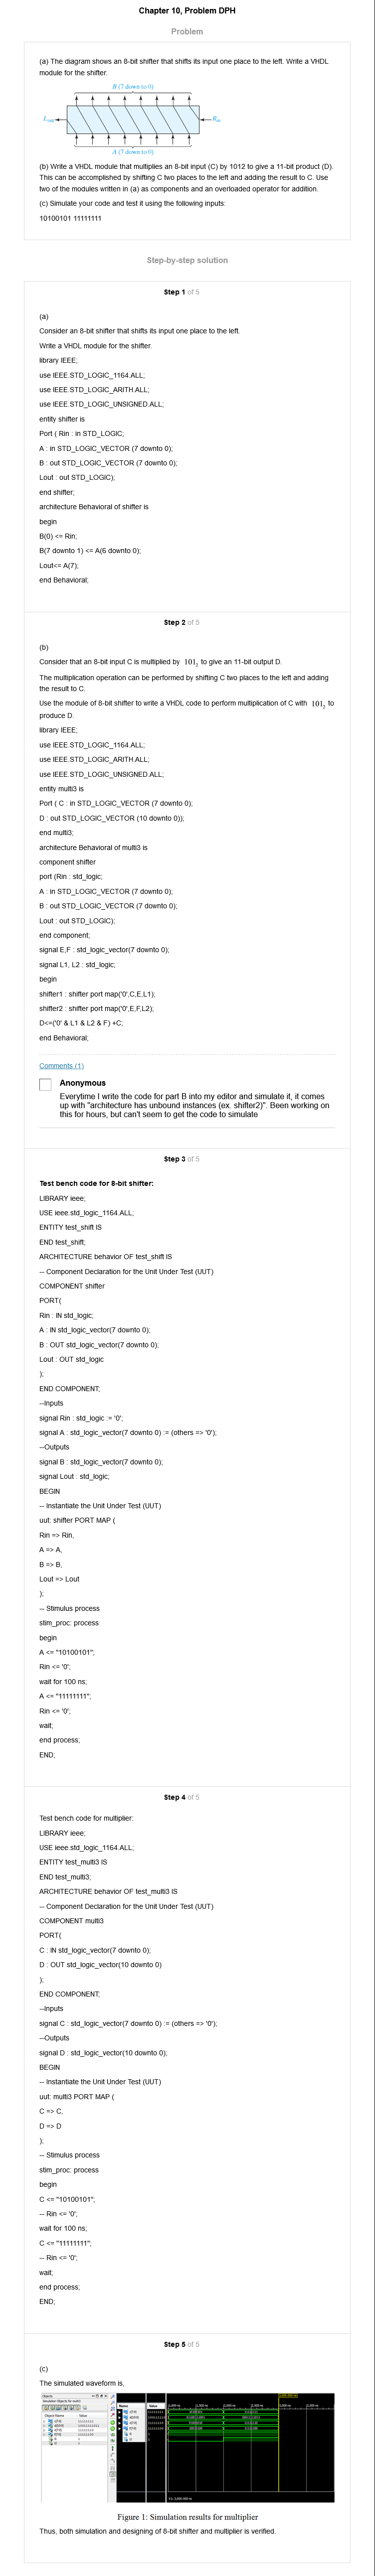 Chapter 10, Problem DPH
Problem
(a) The diagram shows an 8-bit shifter that shifts its input one place to the left. Write a VHDL
module for the shifter.
B (7 down to 0)
Lout
Rin
A (7 down to 0)
(b) Write a VHDL module that multiplies an 8-bit input (C) by 1012 to give a 11-bit product (D).
This can be accomplished by shifting C two places to the left and adding the result to C. Use
two of the modules written in (a) as components and an overloaded operator for addition.
(c) Simulate your code and test it using the following inputs:
10100101 11111111
Step-by-step solution
Step 1 of 5
(a)
Consider an 8-bit shifter that shifts its input one place to the left.
Write a VHDL module for the shifter.
library IEEE;
use IEEE.STD_LOGIC_1164.ALL;
use IEEE.STD_LOGIC_ARITH.ALL;
use IEEE.STD_LOGIC_UNSIGNED.ALL;
entity shifter is
Port ( Rin : in STD_LOGIC;
A : in STD_LOGIC_VECTOR (7 downto 0);
B : out STD_LOGIC_VECTOR (7 downto 0);
Lout : out STD_LOGIC);
end shifter;
architecture Behavioral of shifter is
begin
B(0) <= Rin;
B(7 downto 1) <= A(6 downto 0);
Lout<= A(7);
end Behavioral;
Step 2 of 5
(b)
Consider that an 8-bit input C is multiplied by 101₂ to give an 11-bit output D.
The multiplication operation can be performed by shifting C two places to the left and adding
the result to C.
Use the module of 8-bit shifter to write a VHDL code to perform multiplication of C with 101₂ to
produce D.
library IEEE;
use IEEE.STD_LOGIC_1164.ALL;
use IEEE.STD_LOGIC_ARITH.ALL;
use IEEE.STD_LOGIC_UNSIGNED.ALL;
entity multi3 is
Port ( C : in STD_LOGIC_VECTOR (7 downto 0);
D : out STD_LOGIC_VECTOR (10 downto 0));
end multi3;
architecture Behavioral of multi3 is
component shifter
port (Rin : std_logic;
A : in STD_LOGIC_VECTOR (7 downto 0);
B : out STD_LOGIC_VECTOR (7 downto 0);
Lout : out STD_LOGIC);
end component;
signal E,F : std_logic_vector(7 downto 0);
signal L1, L2 : std_logic;
begin
shifter1 : shifter port map('0',C,E,L1);
shifter2 : shifter port map('0',E,F,L2);
D<=('0' & L1 & L2 & F) +C;
end Behavioral;
Comments (1)
Anonymous
Everytime I write the code for part B into my editor and simulate it, it comes
up with "architecture has unbound instances (ex. shifter2)". Been working on
this for hours, but can't seem to get the code to simulate
Step 3 of 5
Test bench code for 8-bit shifter:
LIBRARY ieee;
USE ieee.std_logic_1164.ALL;
ENTITY test_shift IS
END test_shift;
ARCHITECTURE behavior OF test_shift IS
-- Component Declaration for the Unit Under Test (UUT)
COMPONENT shifter
PORT(
Rin : IN std_logic;
A : IN std_logic_vector(7 downto 0);
B : OUT std_logic_vector(7 downto 0);
Lout : OUT std_logic
);
END COMPONENT;
--Inputs
signal Rin : std_logic := '0';
signal A : std_logic_vector(7 downto 0) := (others => '0');
--Outputs
signal B : std_logic_vector(7 downto 0);
signal Lout : std_logic;
BEGIN
-- Instantiate the Unit Under Test (UUT)
uut: shifter PORT MAP (
Rin => Rin,
A => A,
B => B,
Lout => Lout
);
-- Stimulus process
stim_proc: process
begin
A <= "10100101";
Rin <= '0';
wait for 100 ns;
A <= "11111111";
Rin <= '0';
wait;
end process;
END;
Step 4 of 5
Test bench code for multiplier:
LIBRARY ieee;
USE ieee.std_logic_1164.ALL;
ENTITY test_multi3 IS
END test_multi3;
ARCHITECTURE behavior OF test_multi3 IS
-- Component Declaration for the Unit Under Test (UUT)
COMPONENT multi3
PORT(
C : IN std_logic_vector(7 downto 0);
D : OUT std_logic_vector(10 downto 0)
);
END COMPONENT;
--Inputs
signal C : std_logic_vector(7 downto 0) := (others => '0');
--Outputs
signal D : std_logic_vector(10 downto 0);
BEGIN
-- Instantiate the Unit Under Test (UUT)
uut: multi3 PORT MAP (
C => C,
D => D
);
-- Stimulus process
stim_proc: process
begin
C <= "10100101";
-- Rin <= '0';
wait for 100 ns;
C <= "11111111";
-- Rin <= '0';
wait;
end process;
END;
Step 5 of 5
(c)
The simulated waveform is,
Name
Value
Figure 1: Simulation results for multiplier
Thus, both simulation and designing of 8-bit shifter and multiplier is verified.